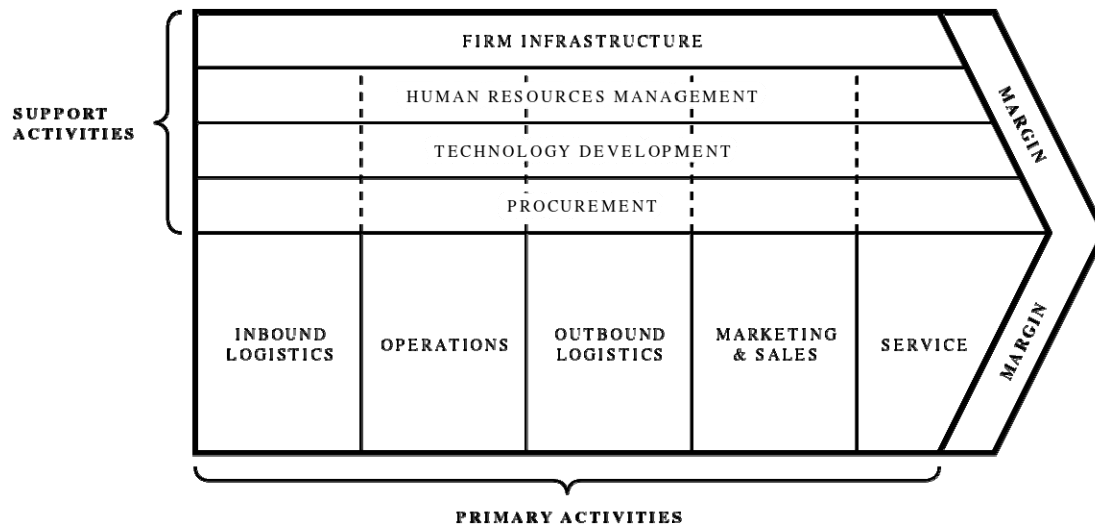 FIRM INFRASTRUCTURE
HUMAN RESOURCES MANAGEMENT
SUPPORT
ACTIVITIES
TECHNOLOGY DEVELOPMENT
PROCUREMENT
MARGIN
INBOUND
LOGISTICS
OPERATIONS
OUTBOUND
LOGISTICS
MARKETING
& SALES
SERVICE
MARGIN
PRIMARY ACTIVITIES